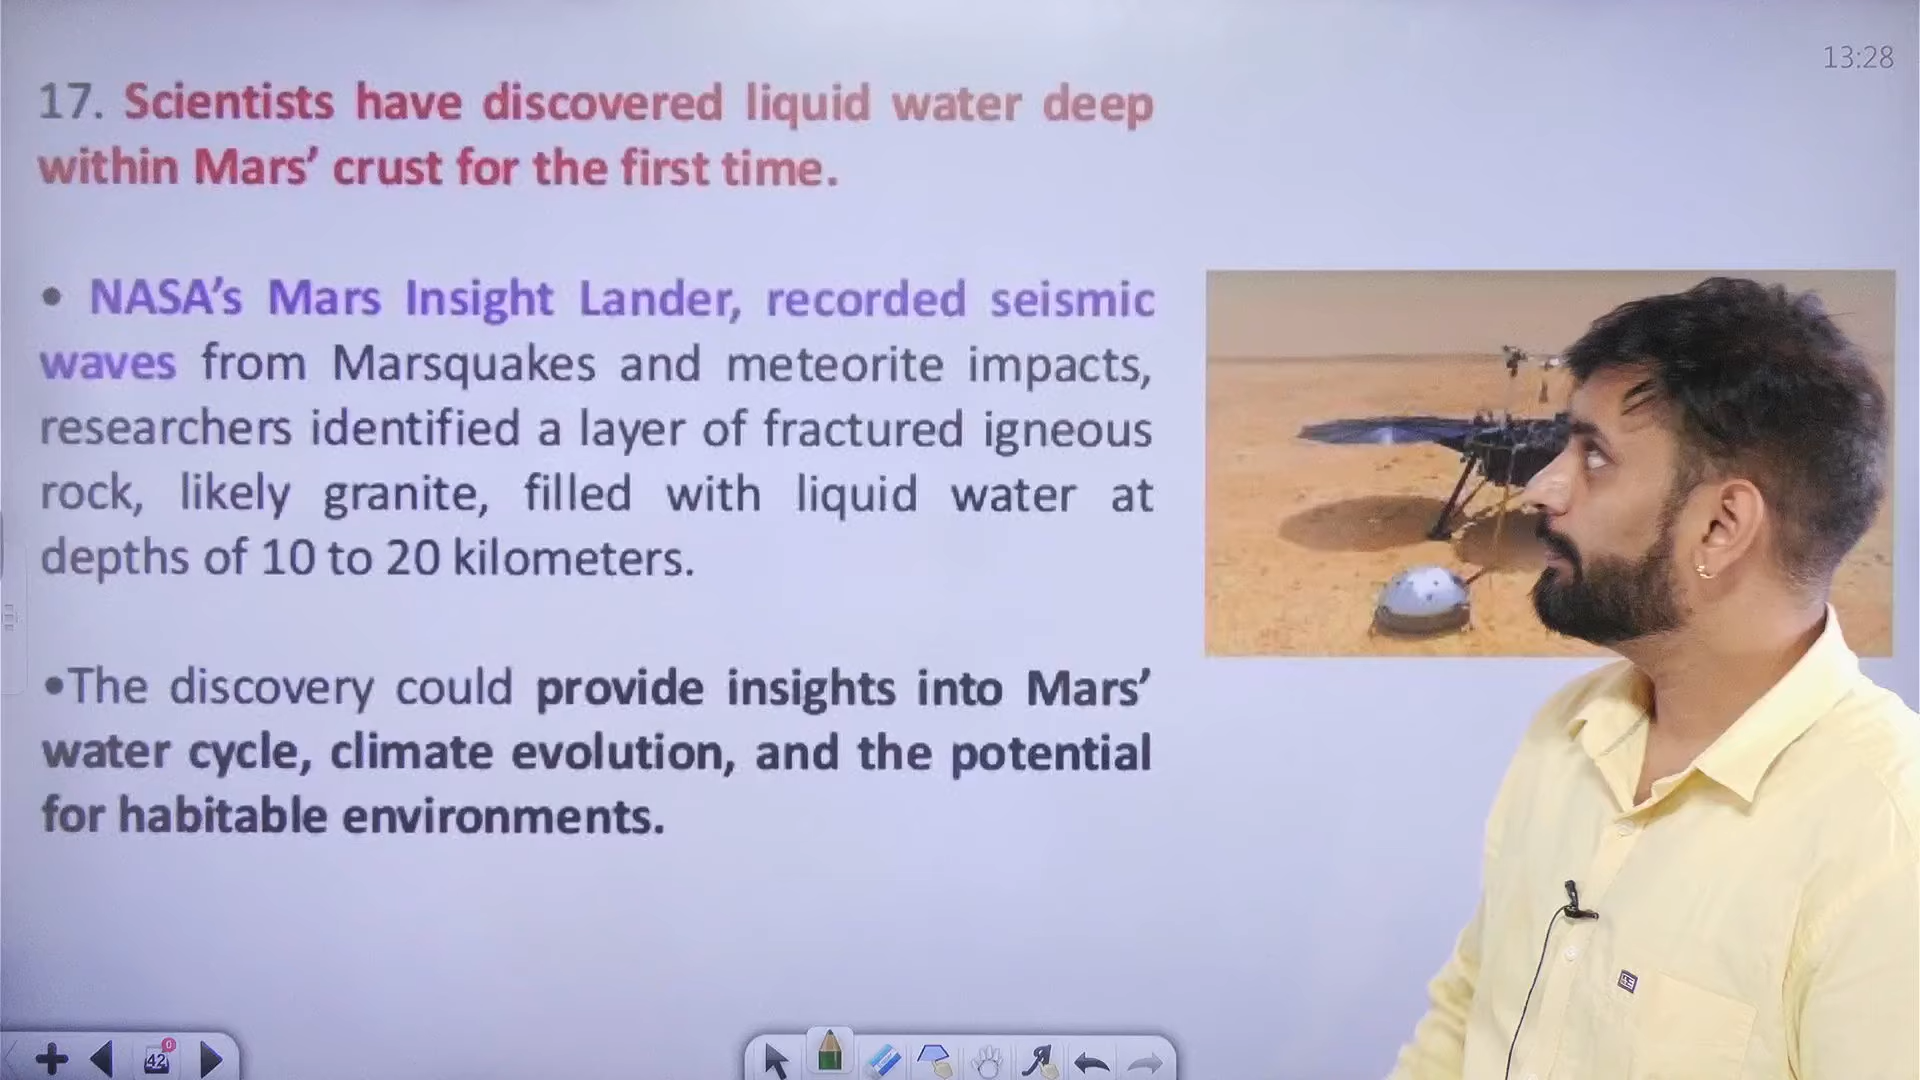 13:28
17. Scientists have discovered liquid water deep
within Mars’ crust for the first time.
• NASA’s Mars Insight Lander, recorded seismic
waves from Marsquakes and meteorite impacts,
researchers identified a layer of fractured igneous
rock, likely granite, filled with liquid water at
depths of 10 to 20 kilometers.
•The discovery could provide insights into Mars’
water cycle, climate evolution, and the potential
for habitable environments.
42
0